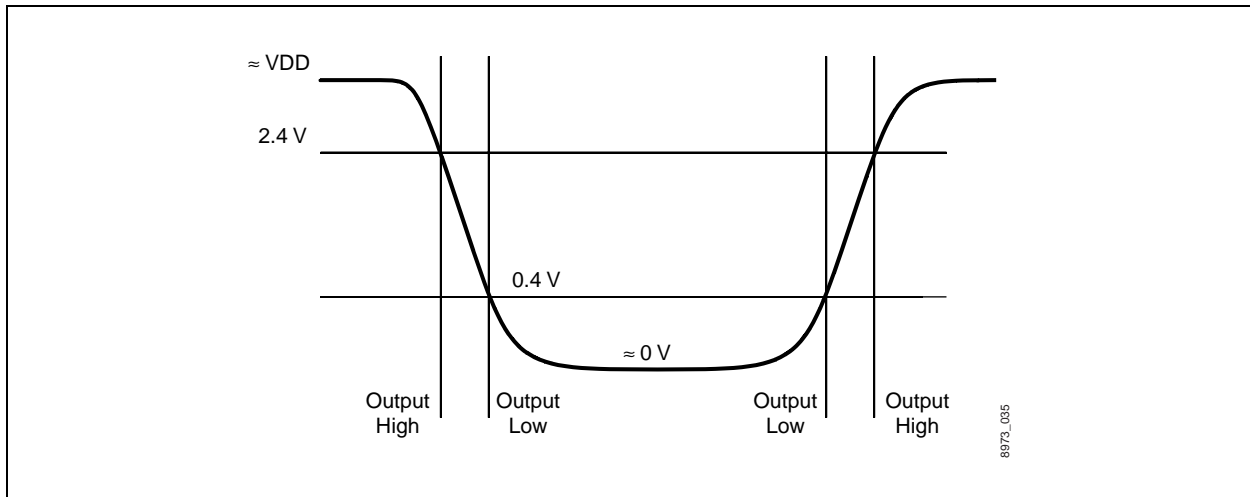 ≈ VDD
2.4 V
0.4 V
≈ 0 V
Output
High
Output
Low
Output
Low
Output
High
8973_035